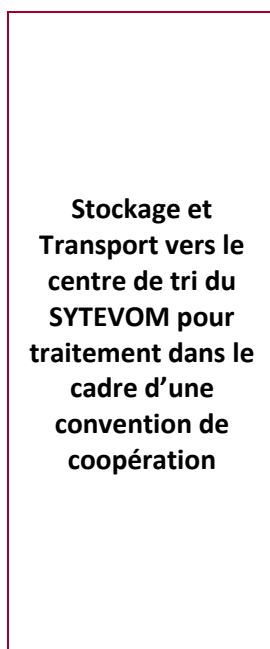 Stockage et
Transport vers le
centre de tri du
SYTEVOM pour
traitement dans le
cadre d’une
convention de
coopération